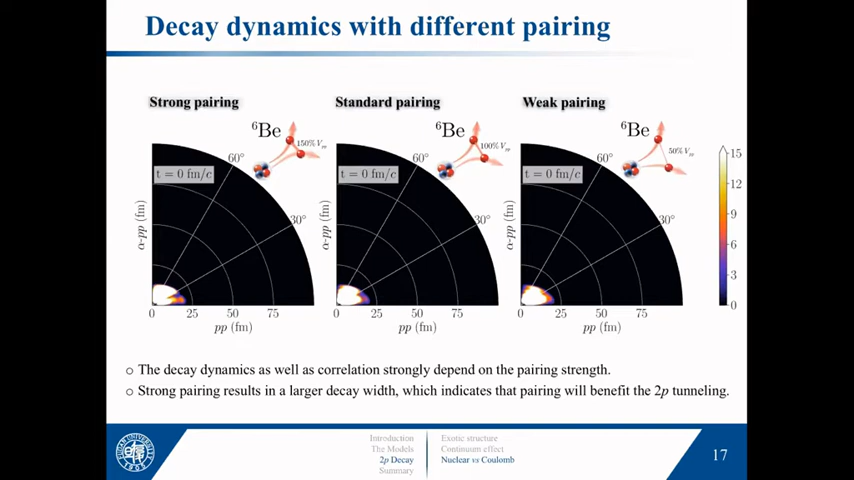 Decay dynamics with different pairing
Strong pairing
Standard pairing
Weak pairing
⁶Be
150% Vpp
60°
t = 0 fm/c
30°
α-pp (fm)
0 25 50 75
pp (fm)
⁶Be
100% Vpp
60°
t = 0 fm/c
30°
α-pp (fm)
0 25 50 75
pp (fm)
⁶Be
50% Vpp
60°
t = 0 fm/c
30°
α-pp (fm)
0 25 50 75
pp (fm)
15
12
9
6
3
0
○ The decay dynamics as well as correlation strongly depend on the pairing strength.
○ Strong pairing results in a larger decay width, which indicates that pairing will benefit the 2p tunneling.
Introduction
The Models
2p Decay
Summary
Exotic structure
Continuum effect
Nuclear vs Coulomb
17